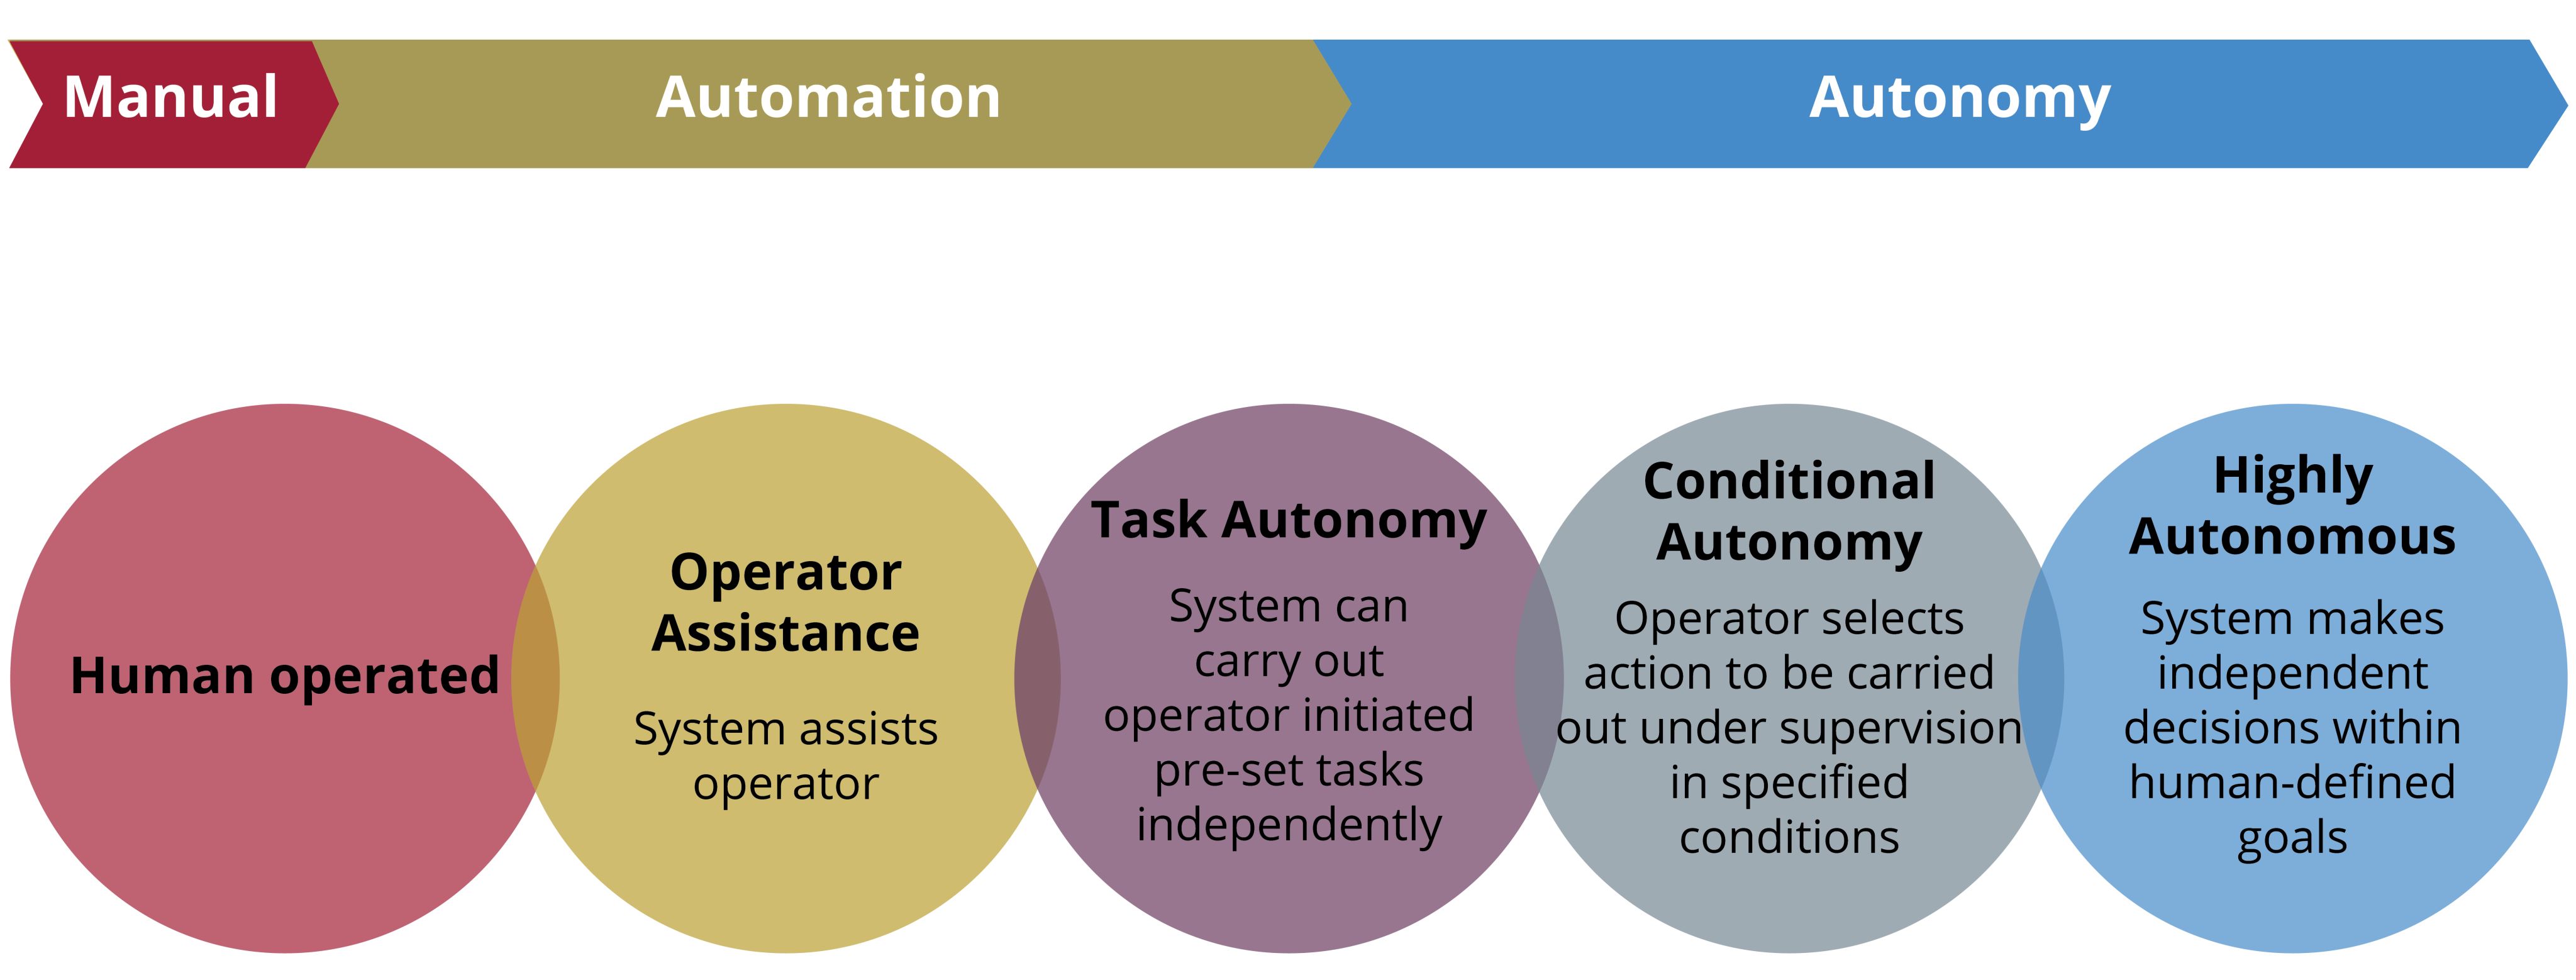 Manual
Automation
Autonomy
Human operated
Operator
Assistance
System assists
operator
Task Autonomy
System can
carry out
operator initiated
pre-set tasks
independently
Conditional
Autonomy
Operator selects
action to be carried
out under supervision
in specified
conditions
Highly
Autonomous
System makes
independent
decisions within
human-defined
goals